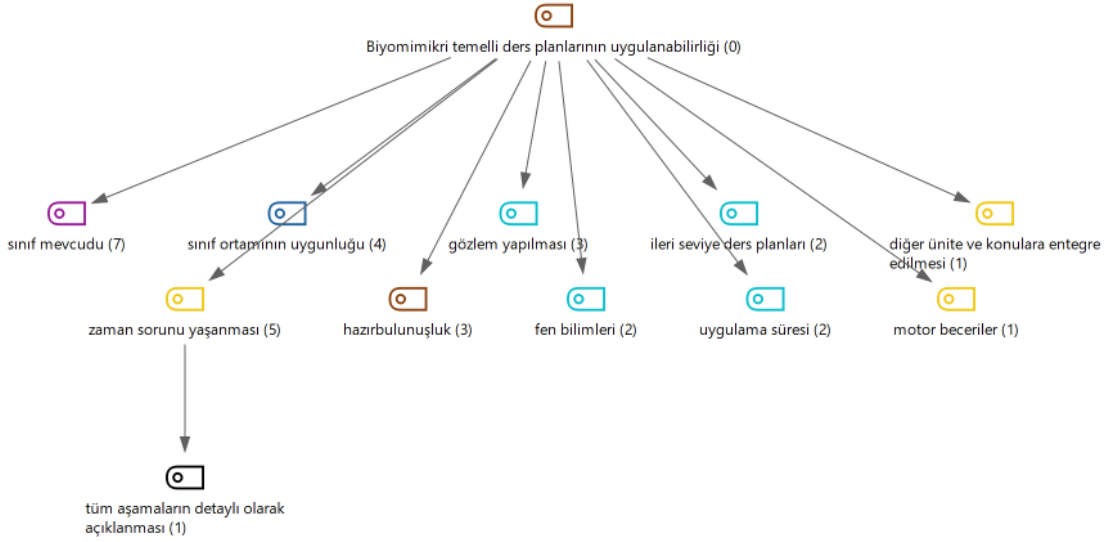 Biyomimikri temelli ders planlarının uygulanabilirliği (0)
sınıf mevcudu (7)
sınıf ortamının uygunluğu (4)
gözlem yapılması (3)
ileri seviye ders planları (2)
diğer ünite ve konulara entegre
edilmesi (1)
zaman sorunu yaşanması (5)
hazırbulunuşluk (3)
fen bilimleri (2)
uygulama süresi (2)
motor beceriler (1)
tüm aşamaların detaylı olarak
açıklanması (1)